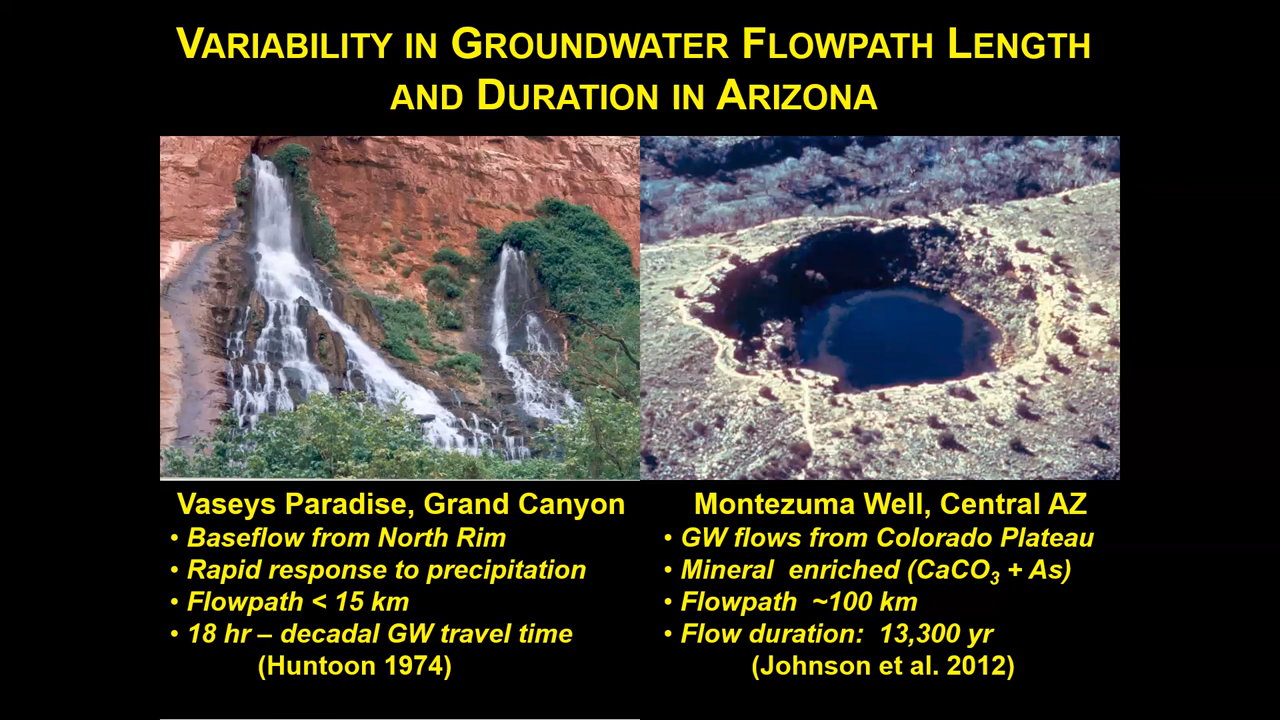 VARIABILITY IN GROUNDWATER FLOWPATH LENGTH
AND DURATION IN ARIZONA
Vaseys Paradise, Grand Canyon
• Baseflow from North Rim
• Rapid response to precipitation
• Flowpath < 15 km
• 18 hr – decadal GW travel time
(Huntoon 1974)
Montezuma Well, Central AZ
• GW flows from Colorado Plateau
• Mineral enriched (CaCO₃ + As)
• Flowpath ~100 km
• Flow duration: 13,300 yr
(Johnson et al. 2012)